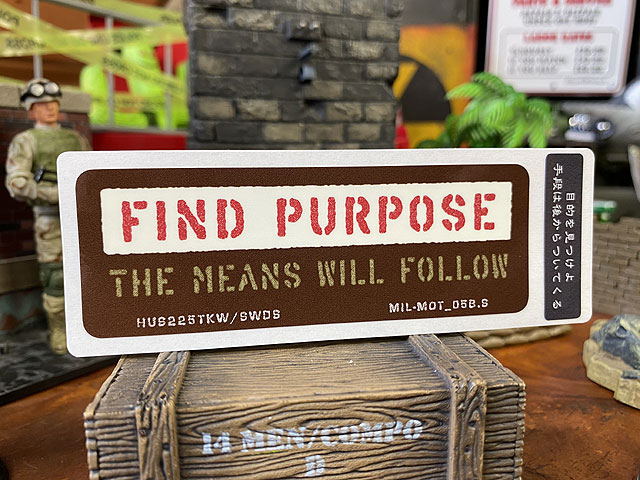 FIND PURPOSE
THE MEANS WILL FOLLOW
HUS225TKW/SWDS
MIL-MOT_05B.S
目的を見つけよ
手段は後からついてくる
14 MEN/COMPO
D